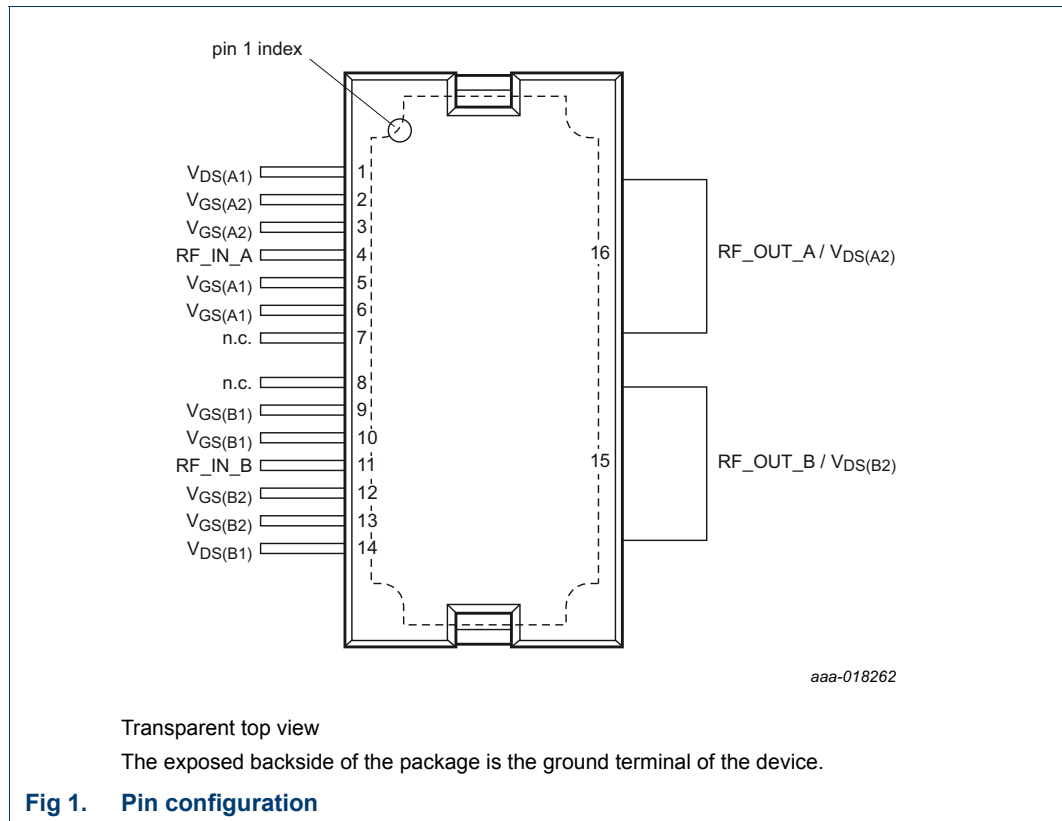 pin 1 index
VDS(A1) 1
VGS(A2) 2
VGS(A2) 3
RF_IN_A 4
VGS(A1) 5
VGS(A1) 6
n.c. 7
n.c. 8
VGS(B1) 9
VGS(B1) 10
RF_IN_B 11
VGS(B2) 12
VGS(B2) 13
VDS(B1) 14
16 RF_OUT_A / VDS(A2)
15 RF_OUT_B / VDS(B2)
aaa-018262
Transparent top view
The exposed backside of the package is the ground terminal of the device.
Fig 1. Pin configuration